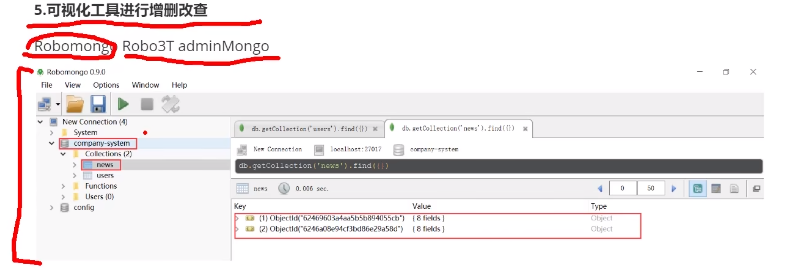 5.可视化工具进行增删改查
Robomongo Robo3T adminMongo
Robomongo 0.9.0
File View Options Window Help
New Connection (4)
System
company-system
Collections (2)
news
users
Functions
Users (0)
config
db.getCollection('users').find({}) db.getCollection('news').find({})
New Connection localhost:27017 company-system
db.getCollection('news').find({})
news 0.006 sec. 0 50
Key Value Type
(1) ObjectId("62469603a4aa5b5b894055cb") { 8 fields } Object
(2) ObjectId("6246a08e94cf3bd86e29a58d") { 8 fields } Object